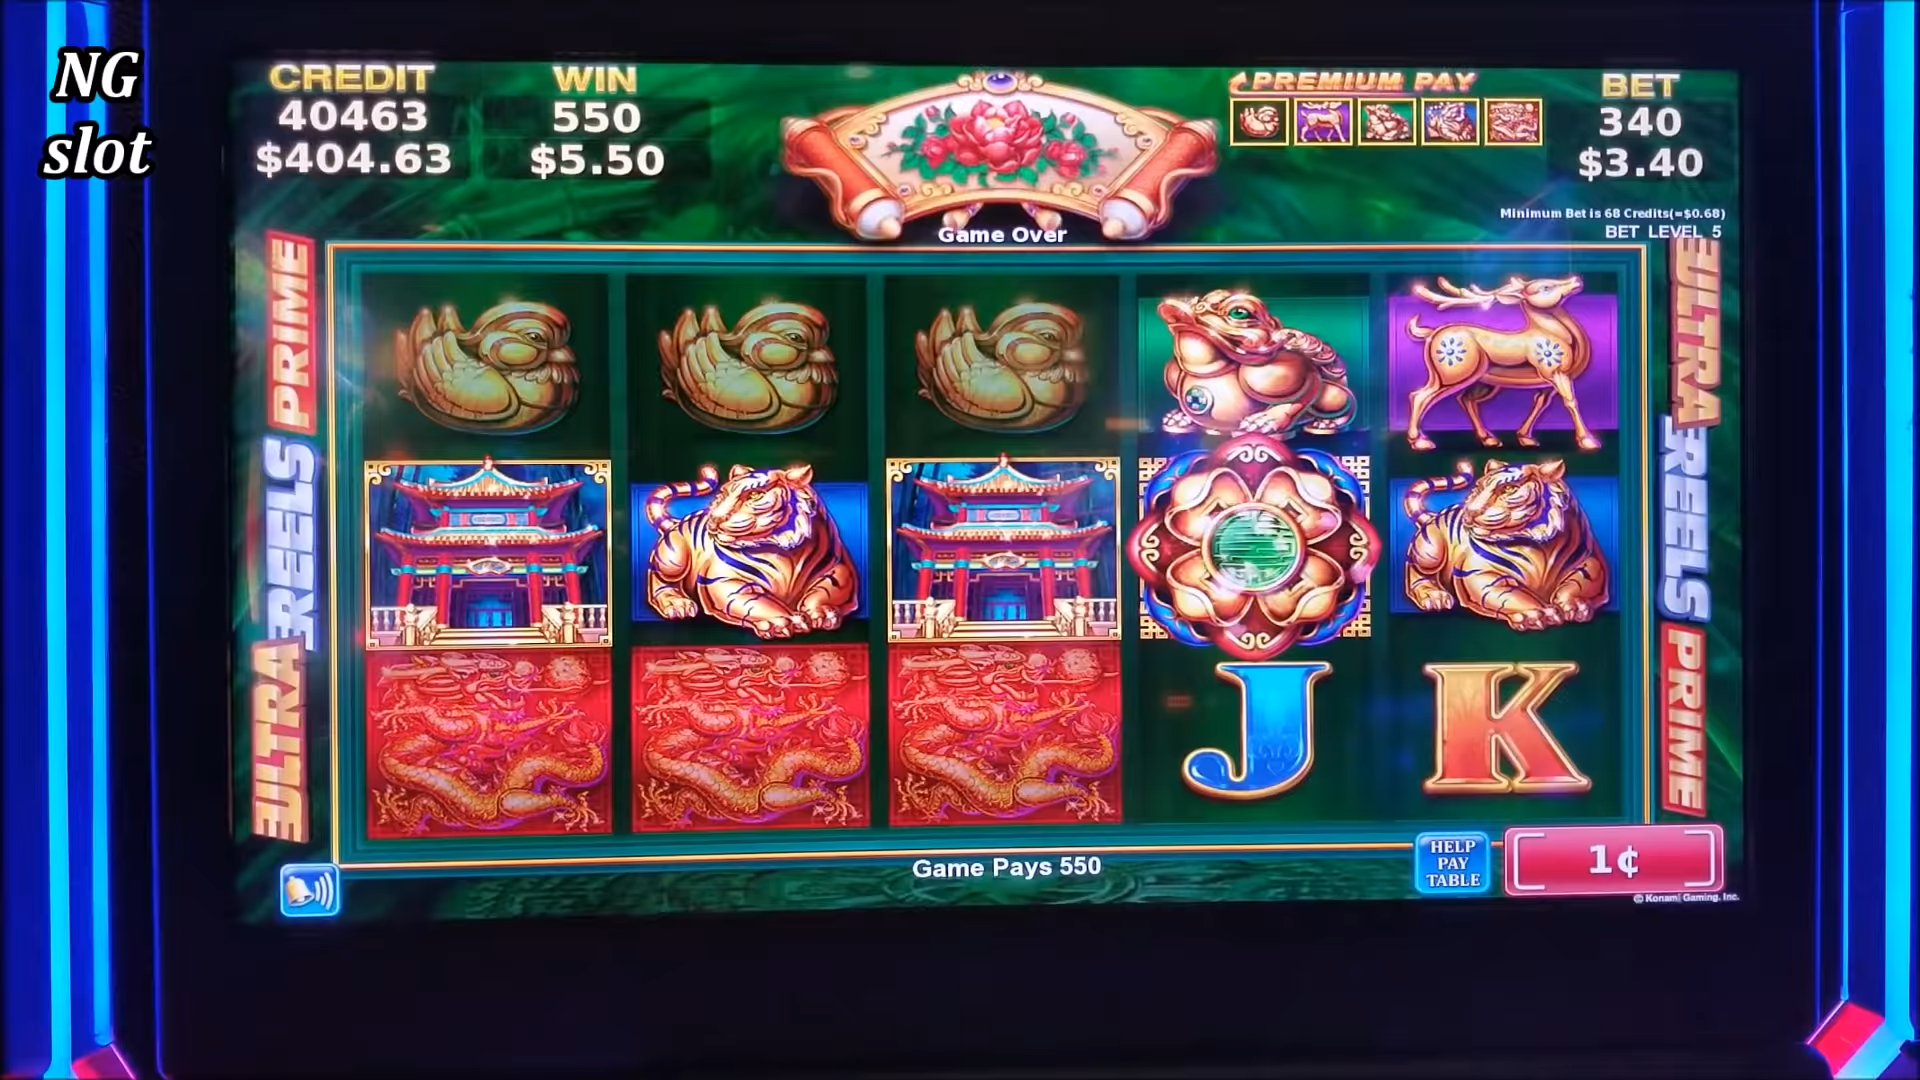 NG
slot
CREDIT
40463
$404.63
WIN
550
$5.50
PREMIUM PAY
BET
340
$3.40
Minimum Bet is 68 Credits(=$0.68)
BET LEVEL 5
Game Over
ULTRA REELS PRIME
ULTRA REELS PRIME
J
K
Game Pays 550
HELP
PAY
TABLE
1¢
© Konami Gaming, Inc.